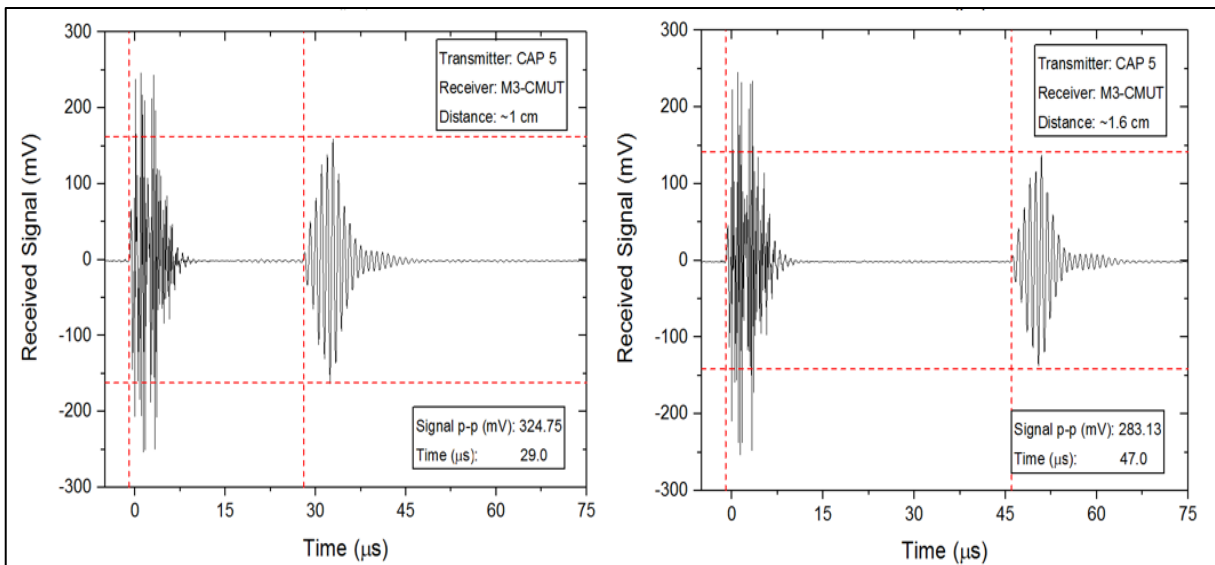 300
200
100
0
-100
-200
-300
Received Signal (mV)
Transmitter: CAP 5
Receiver: M3-CMUT
Distance: ~1 cm
Signal p-p (mV): 324.75
Time (μs): 29.0
0
15
30
45
60
75
Time (μs)
300
200
100
0
-100
-200
-300
Received Signal (mV)
Transmitter: CAP 5
Receiver: M3-CMUT
Distance: ~1.6 cm
Signal p-p (mV): 283.13
Time (μs): 47.0
0
15
30
45
60
75
Time (μs)